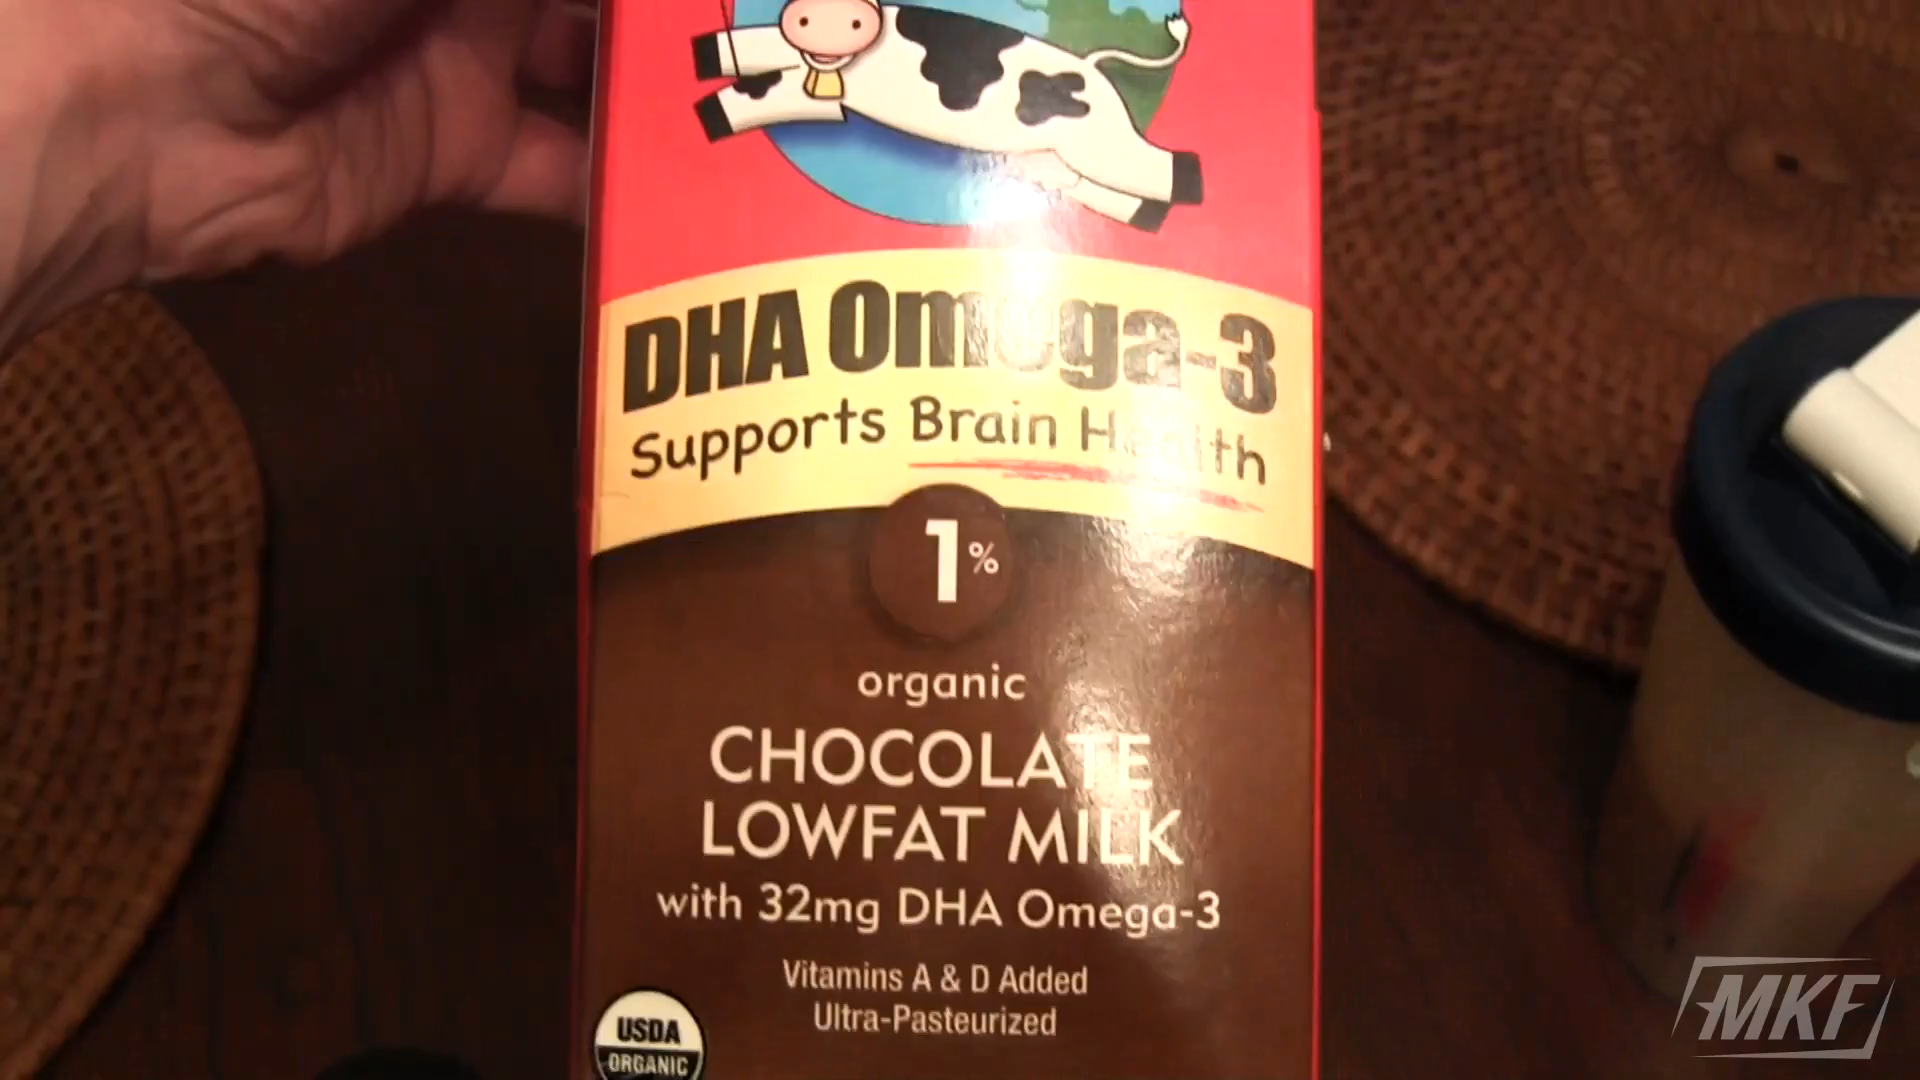 DHA Omega-3
Supports Brain Health
1%
organic
CHOCOLATE
LOWFAT MILK
with 32mg DHA Omega-3
Vitamins A & D Added
Ultra-Pasteurized
USDA
ORGANIC
MKF